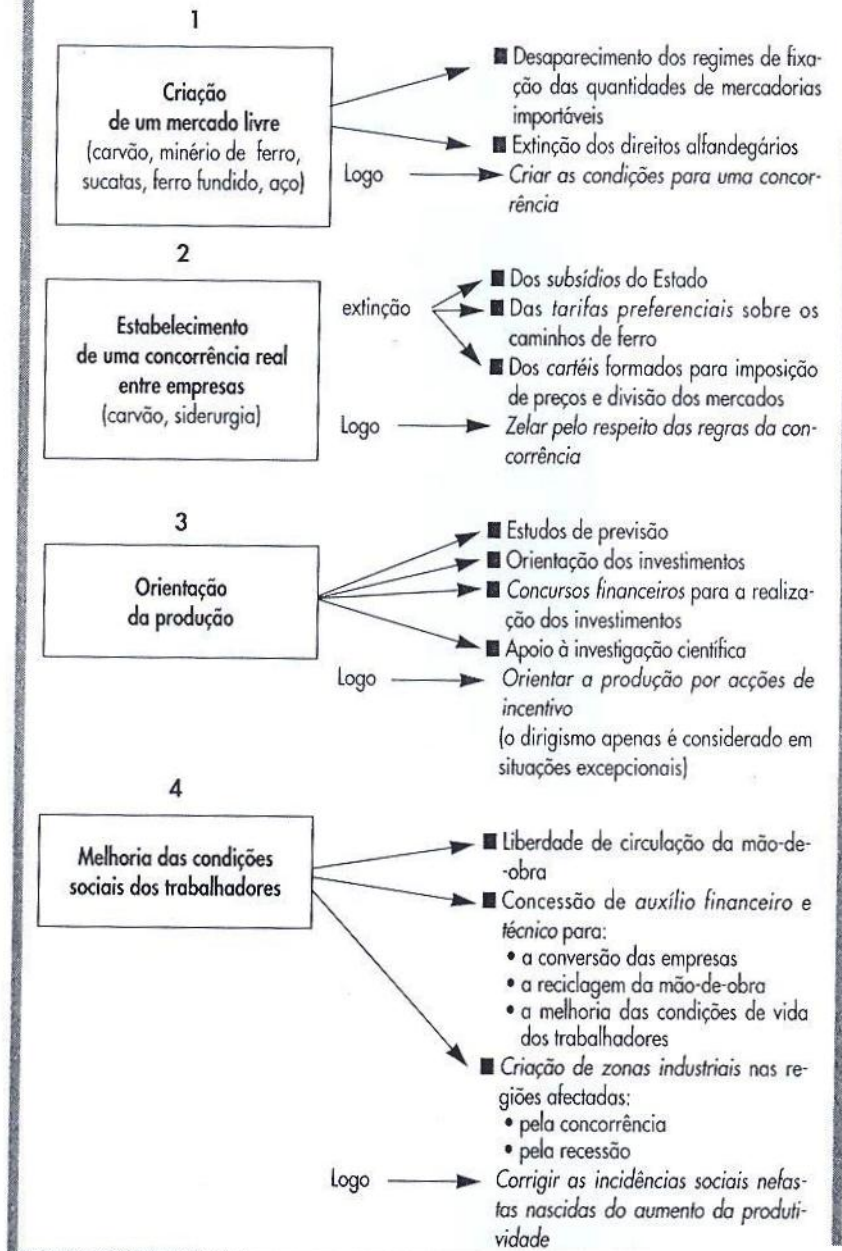 1
Criação
de um mercado livre
(carvão, minério de ferro,
sucatas, ferro fundido, aço)
■ Desaparecimento dos regimes de fixa-
ção das quantidades de mercadorias
importáveis
■ Extinção dos direitos alfandegários
Logo
Criar as condições para uma concor-
rência
2
Estabelecimento
de uma concorrência real
entre empresas
(carvão, siderurgia)
extinção
■ Dos subsídios do Estado
■ Das tarifas preferenciais sobre os
caminhos de ferro
■ Dos cartéis formados para imposição
de preços e divisão dos mercados
Logo
Zelar pelo respeito das regras da con-
corrência
3
Orientação
da produção
■ Estudos de previsão
■ Orientação dos investimentos
■ Concursos financeiros para a realiza-
ção dos investimentos
■ Apoio à investigação científica
Logo
Orientar a produção por acções de
incentivo
(o dirigismo apenas é considerado em
situações excepcionais)
4
Melhoria das condições
sociais dos trabalhadores
■ Liberdade de circulação da mão-de-
-obra
■ Concessão de auxílio financeiro e
técnico para:
• a conversão das empresas
• a reciclagem da mão-de-obra
• a melhoria das condições de vida
dos trabalhadores
■ Criação de zonas industriais nas re-
giões afectadas:
• pela concorrência
• pela recessão
Logo
Corrigir as incidências sociais nefas-
tas nascidas do aumento da produti-
vidade